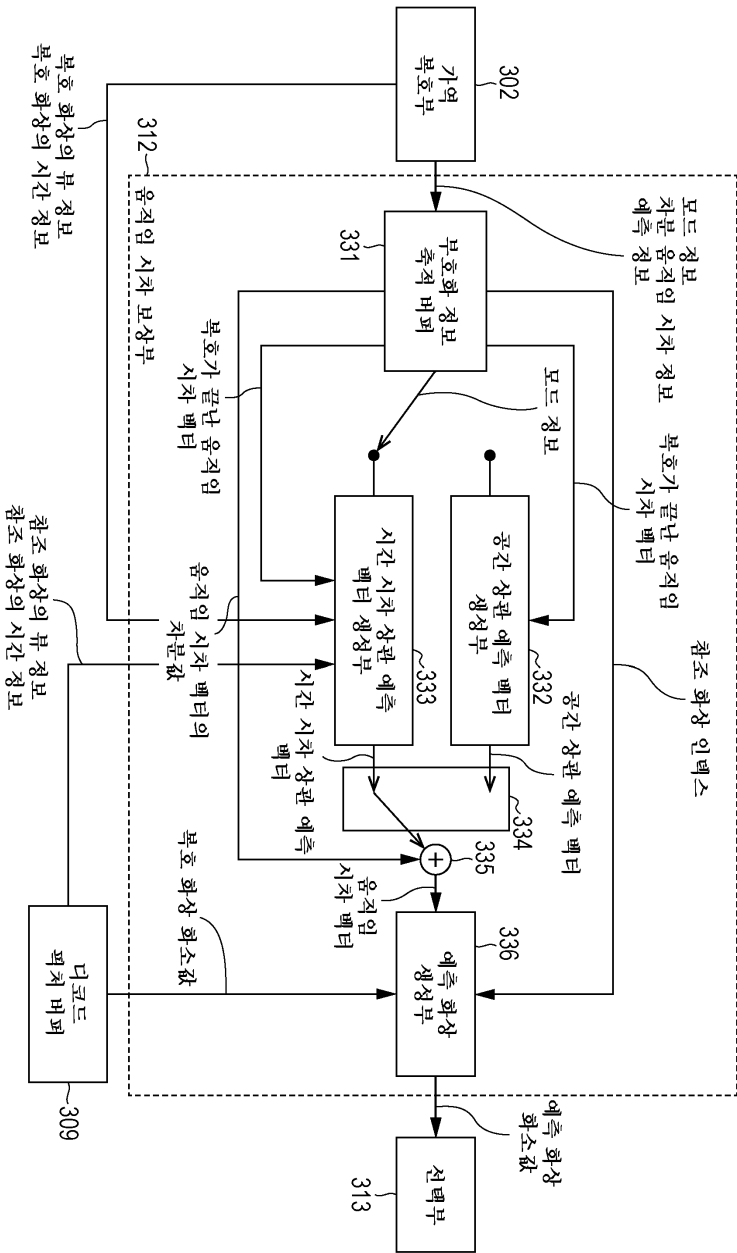 302
가역
복호부
모드 정보
차분 움직임 시차 정보
예측 정보
복호 화상의 뷰 정보
복호 화상의 시간 정보
312
움직임 시차 보상부
331
부호화 정보
축적 버퍼
참조 화상 인덱스
복호가 끝난 움직임
시차 벡터
모드 정보
복호가 끝난 움직임
시차 벡터
공간 상관 예측 벡터
생성부
332
시간 시차 상관 예측
벡터 생성부
333
움직임 시차 벡터의
차분값
참조 화상의 뷰 정보
참조 화상의 시간 정보
공간 상관 예측 벡터
시간 시차 상관 예측
벡터
334
335
움직임
시차 벡터
336
예측 화상
생성부
복호 화상 화소값
디코드
픽처 버퍼
309
예측 화상
화소값
선택부
313